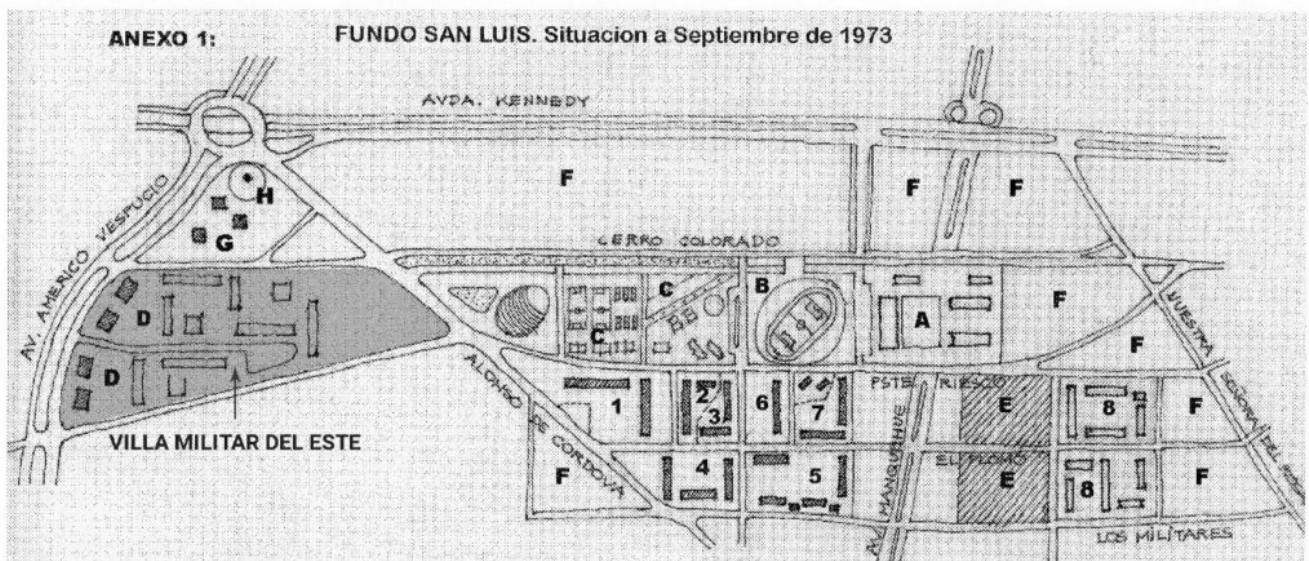 ANEXO 1:
FUNDO SAN LUIS. Situacion a Septiembre de 1973
AVDA. KENNEDY
AV. AMERICO VESPUCIO
H
F
F
F
G
CERRO COLORADO
D
C
C
B
A
F
F
NUESTRA SEÑORA DEL ROSARIO
D
ALONSO DE CORDOVA
PSTE. RIESCO
1
2
3
6
7
E
8
F
VILLA MILITAR DEL ESTE
AV. MANQUEHUE
EL PLOMO
F
4
5
E
8
F
LOS MILITARES